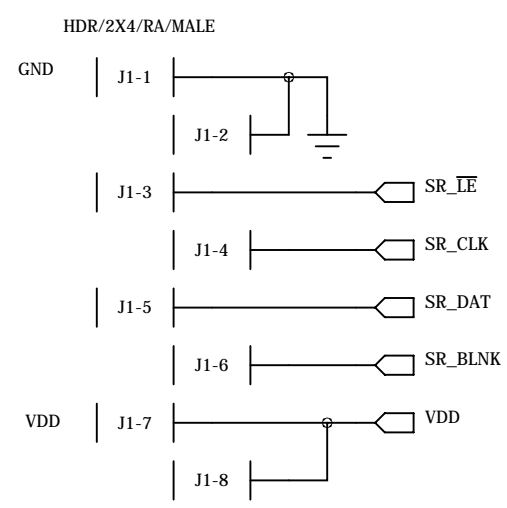 HDR/2X4/RA/MALE
GND J1-1
J1-2
J1-3 SR_L̅E̅
J1-4 SR_CLK
J1-5 SR_DAT
J1-6 SR_BLNK
VDD J1-7 VDD
J1-8